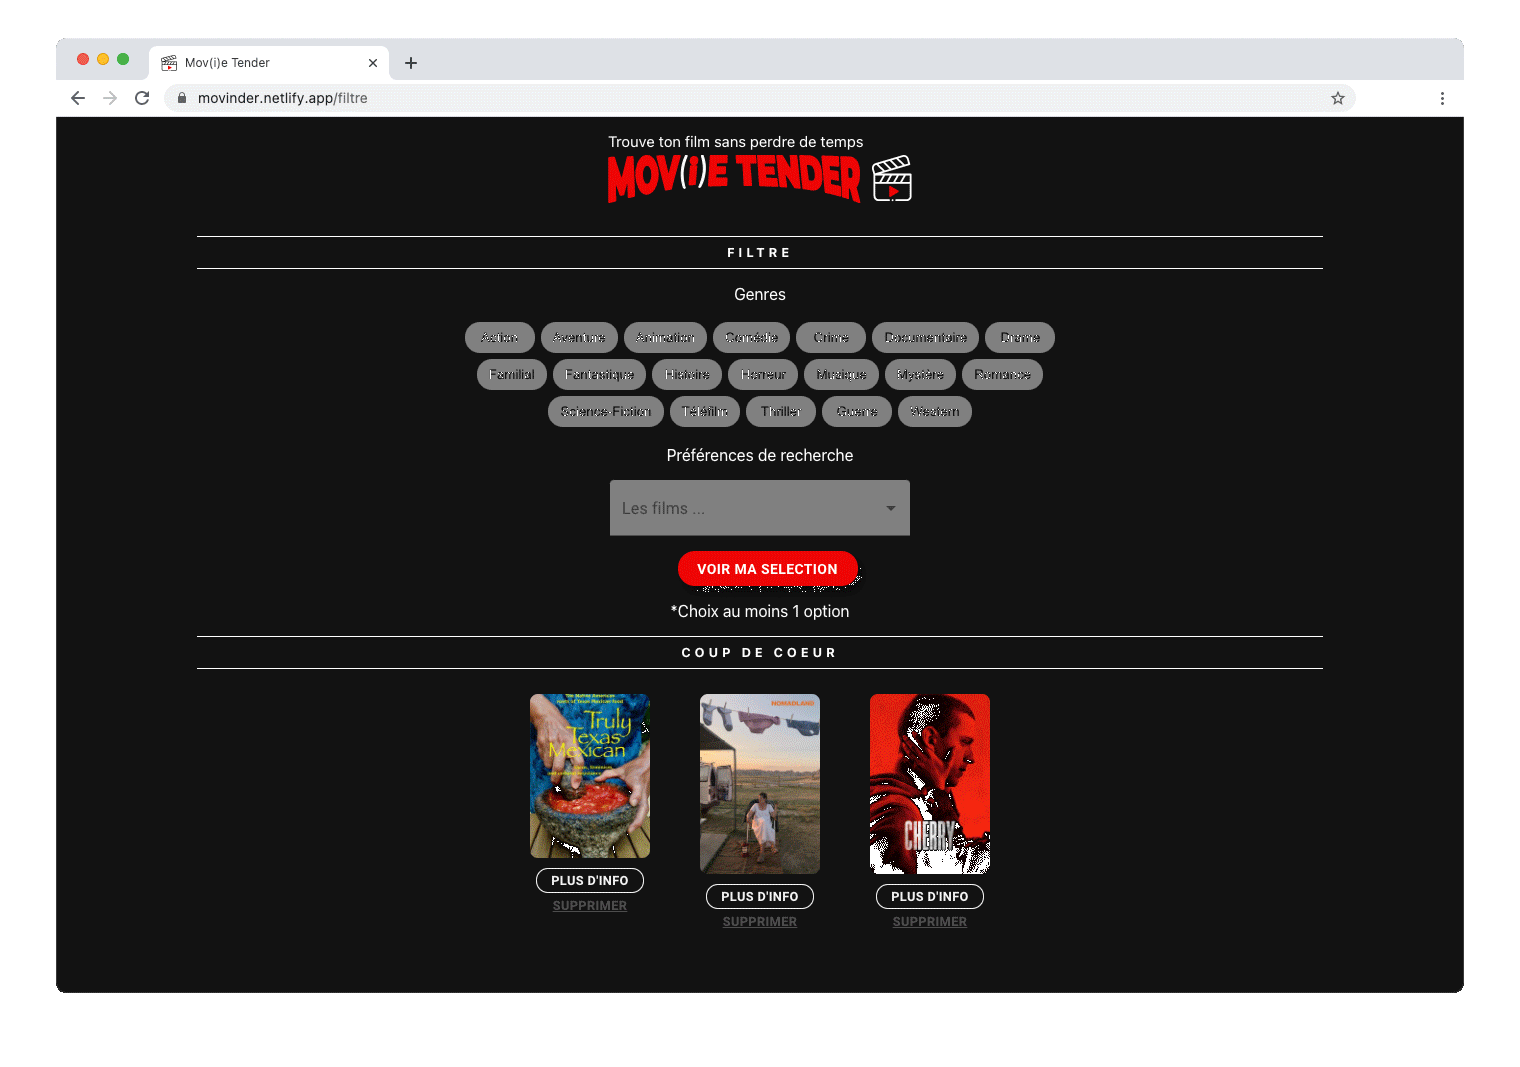 Mov(i)e Tender
movinder.netlify.app/filtre
Trouve ton film sans perdre de temps
MOV(i)E TENDER
FILTRE
Genres
Action Aventure Animation Comédie Crime Documentaire Drame
Familial Fantastique Histoire Horreur Musique Mystère Romance
Science-Fiction Téléfilm Thriller Guerre Western
Préférences de recherche
Les films ...
VOIR MA SELECTION
*Choix au moins 1 option
COUP DE COEUR
Truly
Texas
Mexican
NOMADLAND
CHERRY
PLUS D'INFO
SUPPRIMER
PLUS D'INFO
SUPPRIMER
PLUS D'INFO
SUPPRIMER